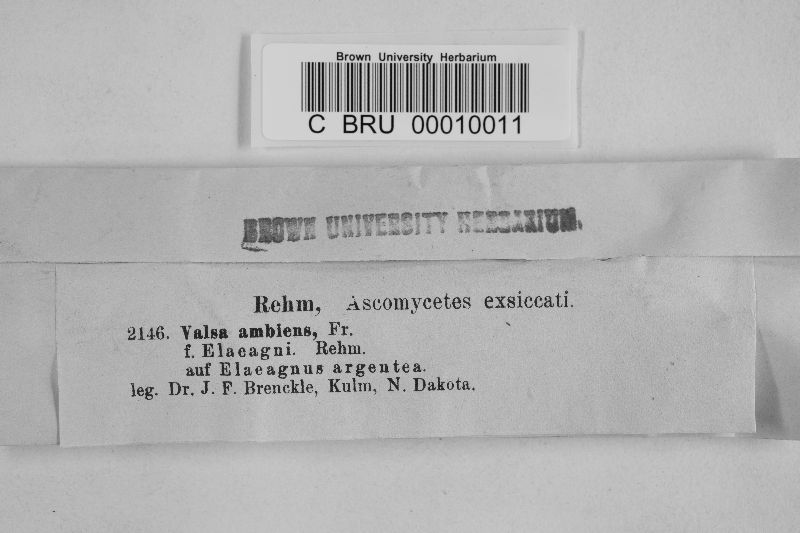 Brown University Herbarium
C BRU 00010011
BROWN UNIVERSITY HERBARIUM.
Rehm, Ascomycetes exsiccati.
2146. Valsa ambiens, Fr.
f. Elaeagni. Rehm.
auf Elaeagnus argentea.
leg. Dr. J. F. Brenckle, Kulm, N. Dakota.